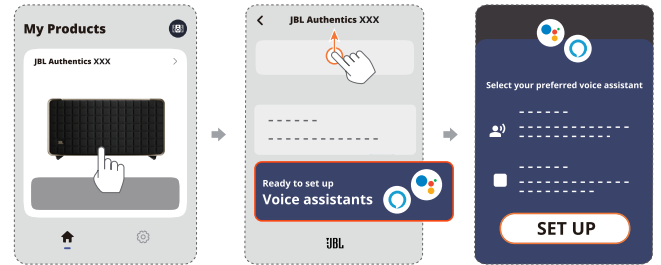 My Products
JBL Authentics XXX
JBL
JBL Authentics XXX
Ready to set up
Voice assistants
JBL
Select your preferred voice assistant
SET UP